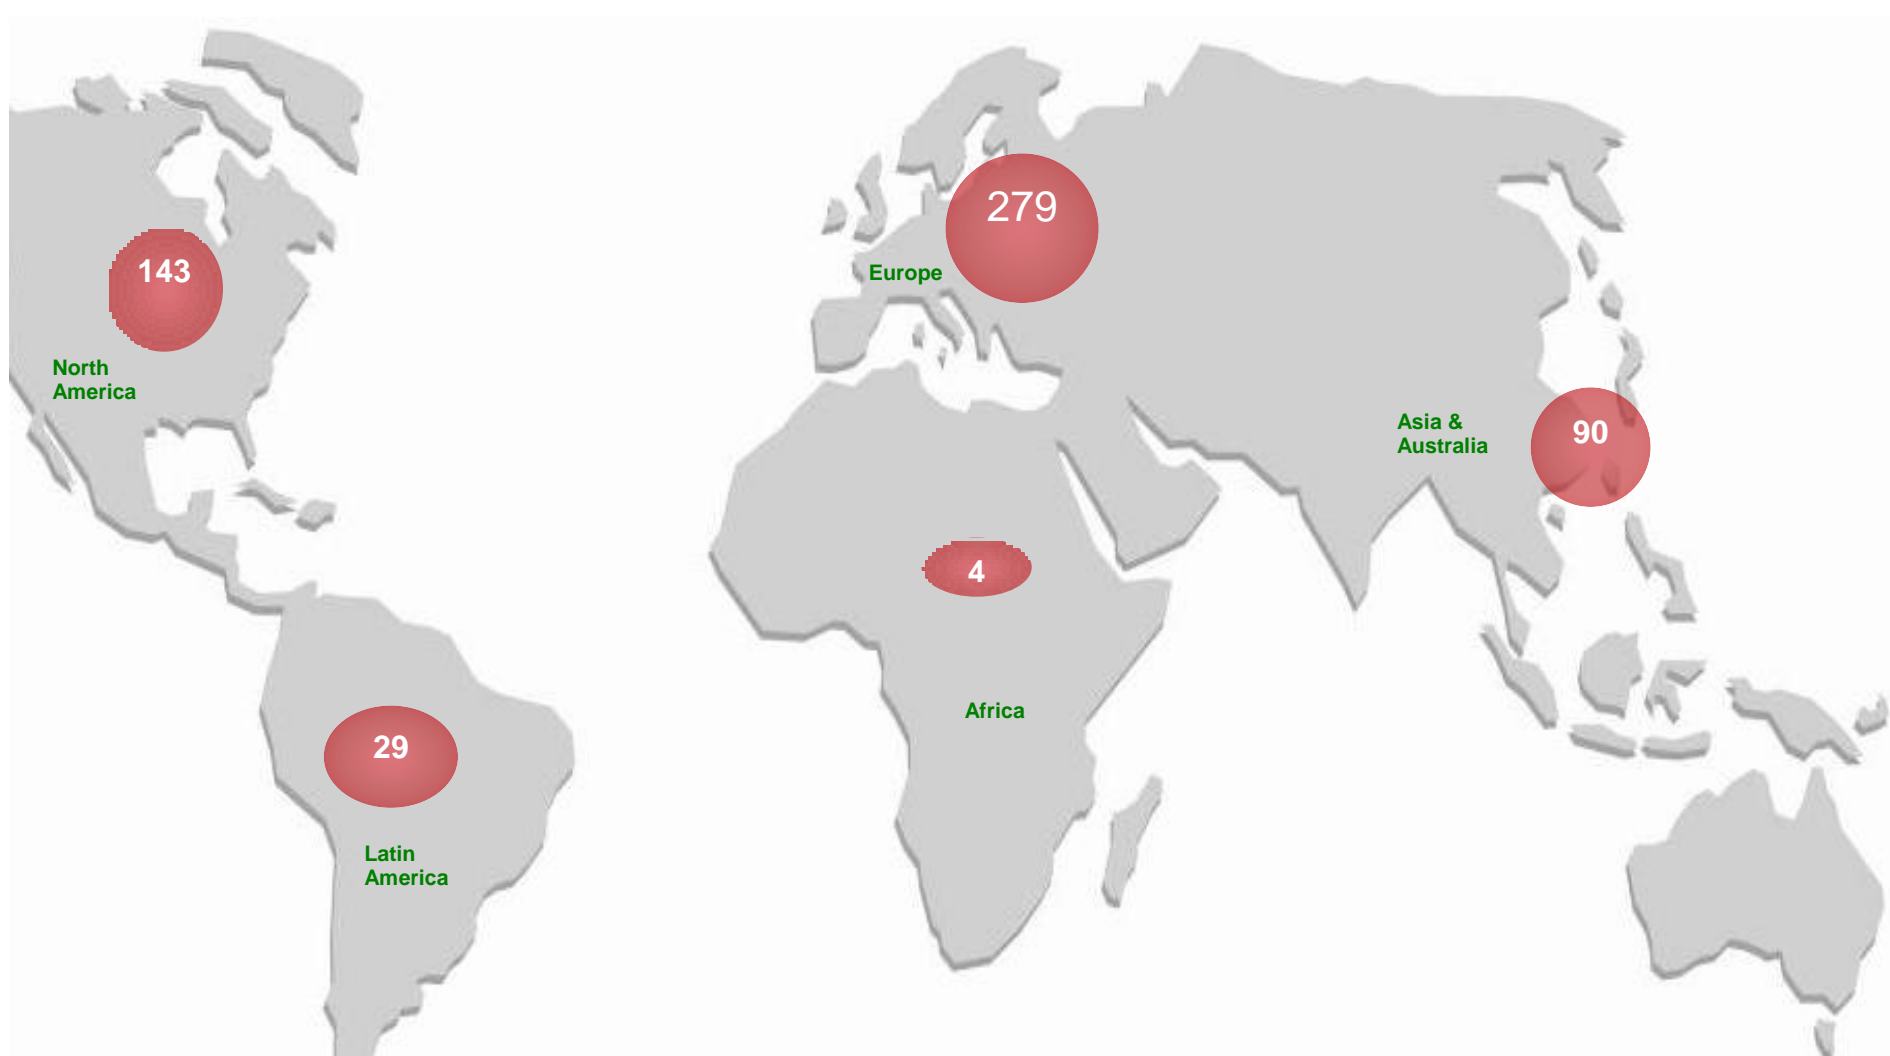 279
143
Europe
North
America
Asia &
Australia
90
4
Africa
29
Latin
America